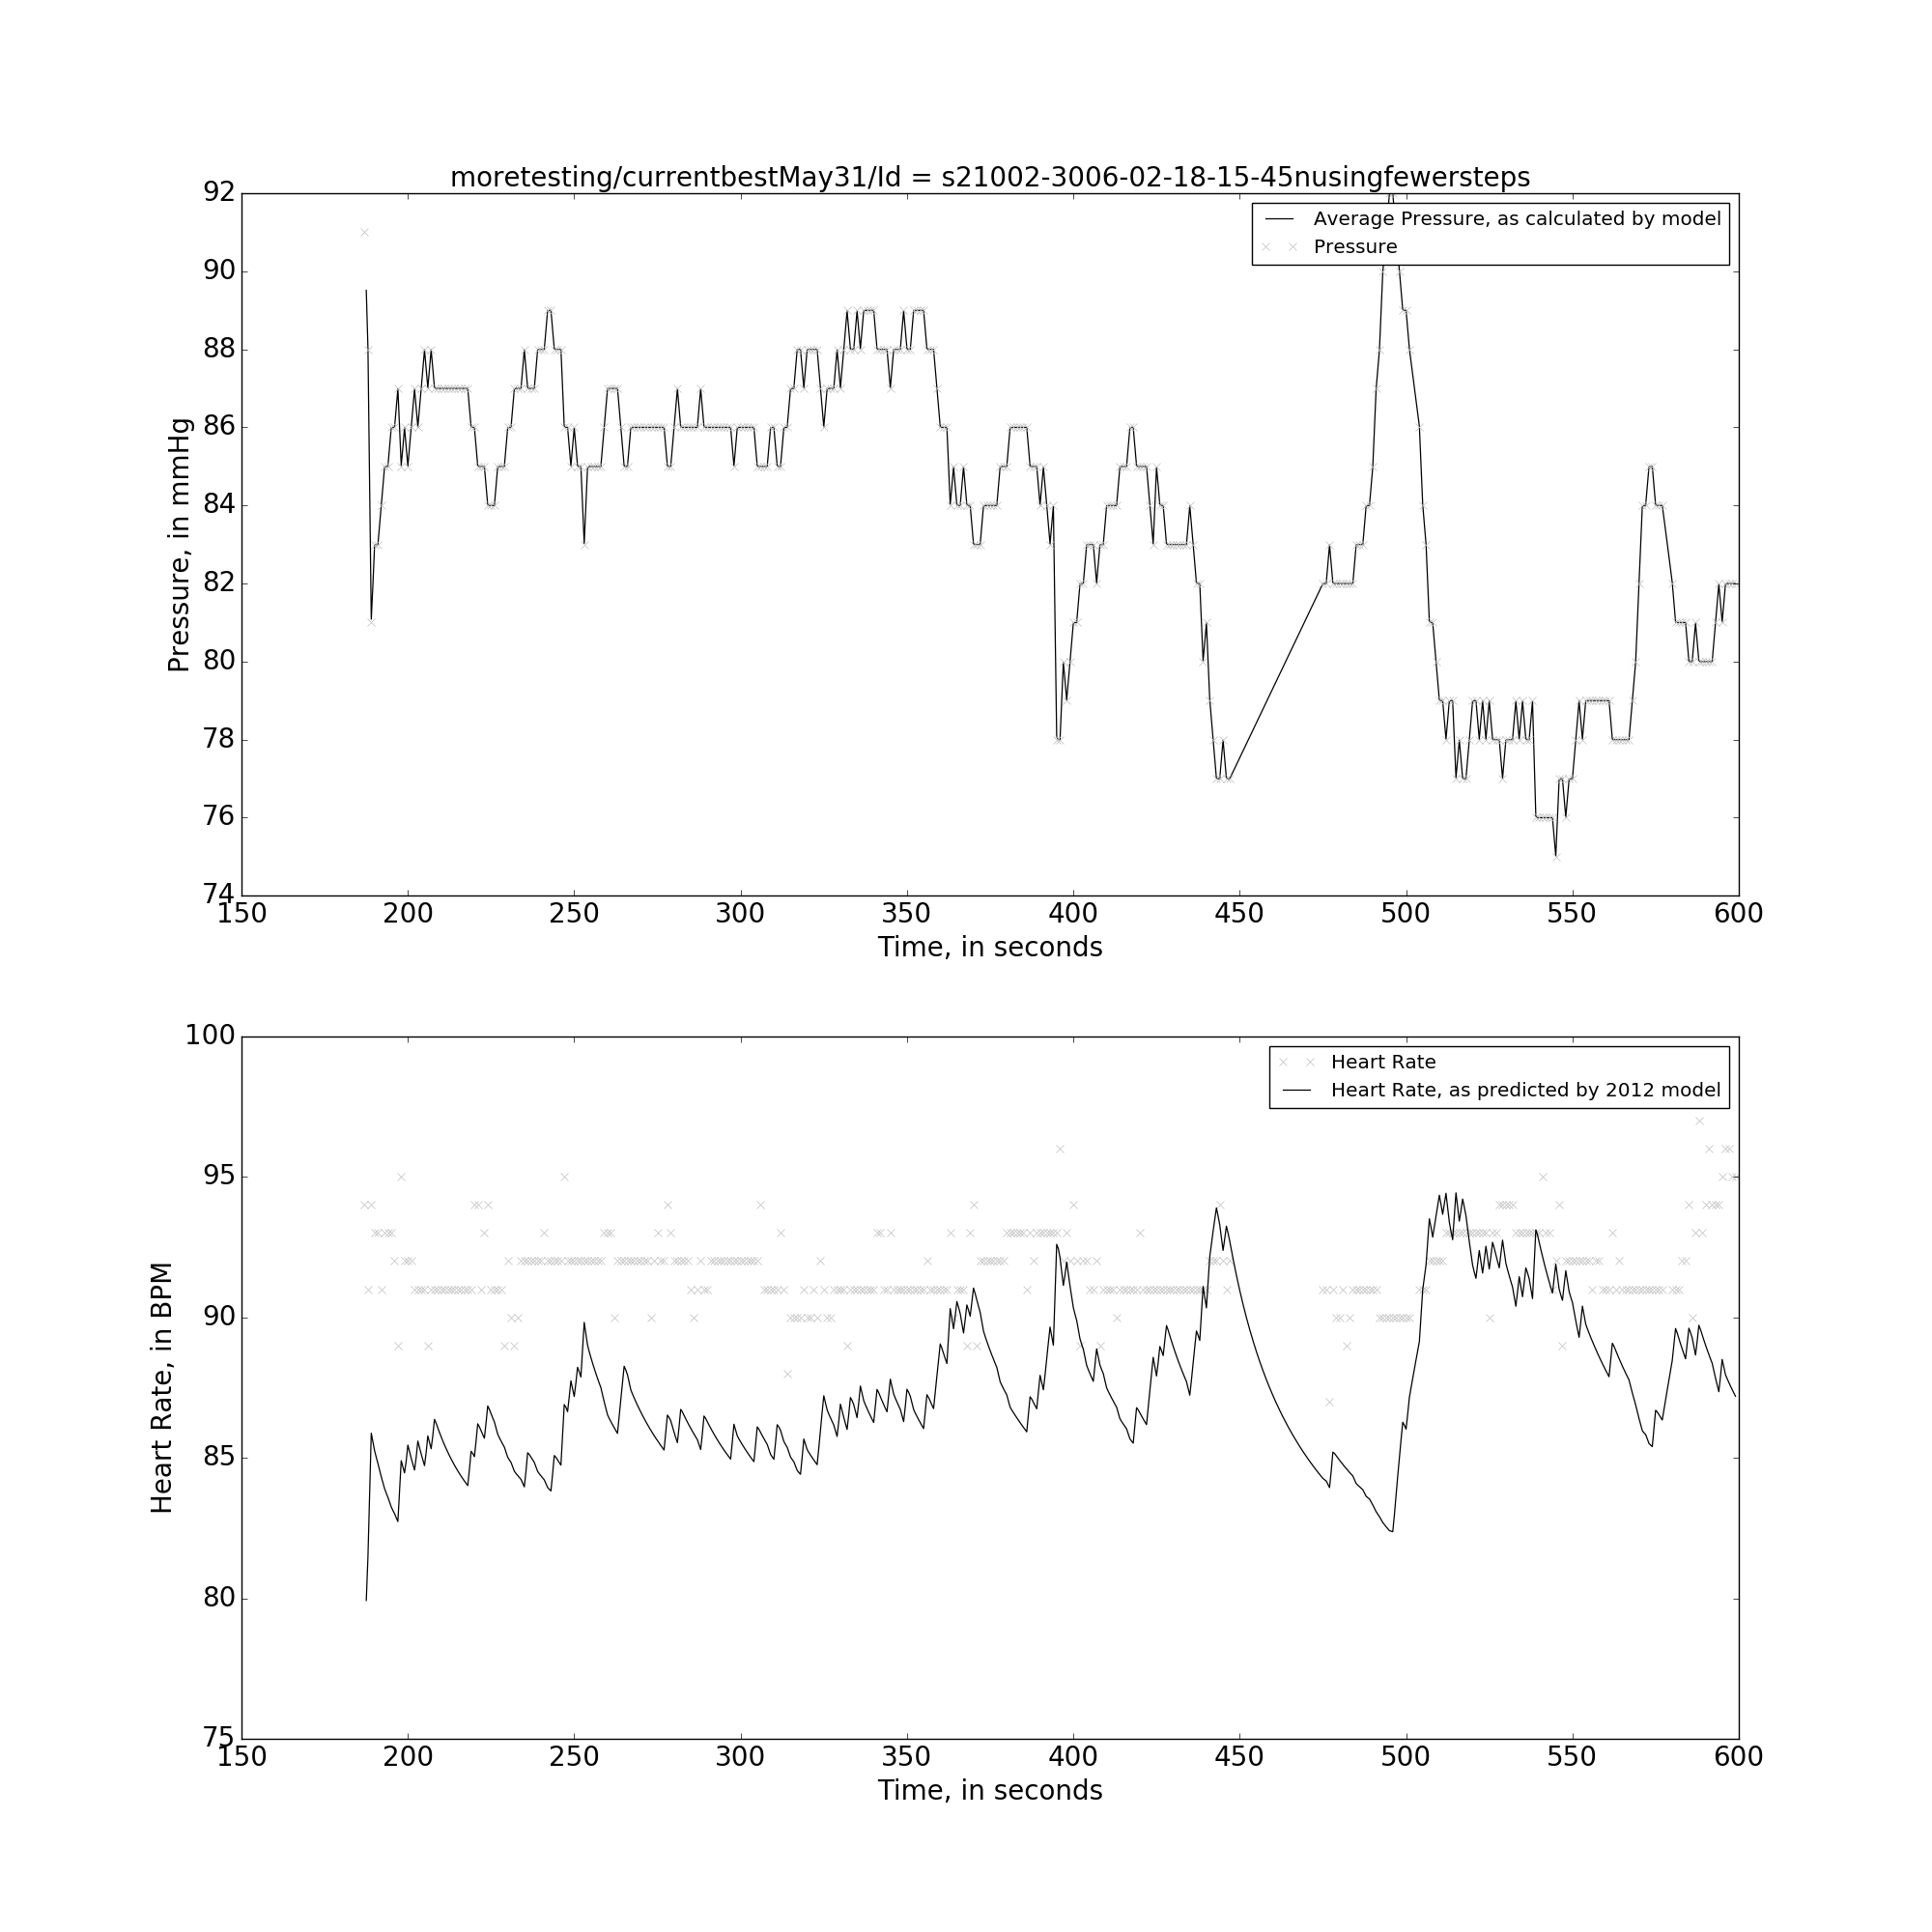 moretesting/currentbestMay31/Id = s21002-3006-02-18-15-45nusingfewersteps
92
90
88
86
84
82
80
78
76
74
Pressure, in mmHg
Average Pressure, as calculated by model
Pressure
150 200 250 300 350 400 450 500 550 600
Time, in seconds
100
95
90
85
80
75
Heart Rate, in BPM
Heart Rate
Heart Rate, as predicted by 2012 model
150 200 250 300 350 400 450 500 550 600
Time, in seconds